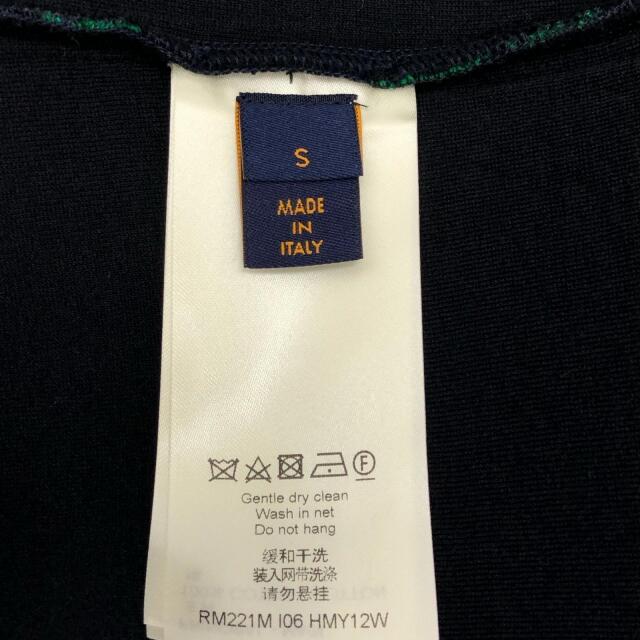 S
MADE
IN
ITALY
Gentle dry clean
Wash in net
Do not hang
缓和干洗
装入网带洗涤
请勿悬挂
RM221M I06 HMY12W